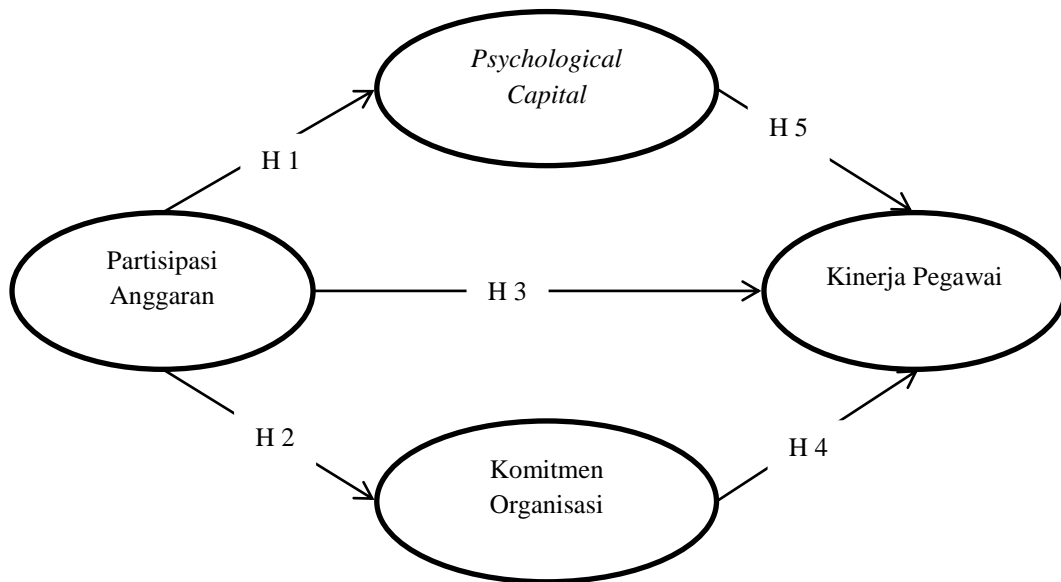 Psychological
Capital
H 5
H 1
Partisipasi
Anggaran
H 3
Kinerja Pegawai
H 2
H 4
Komitmen
Organisasi